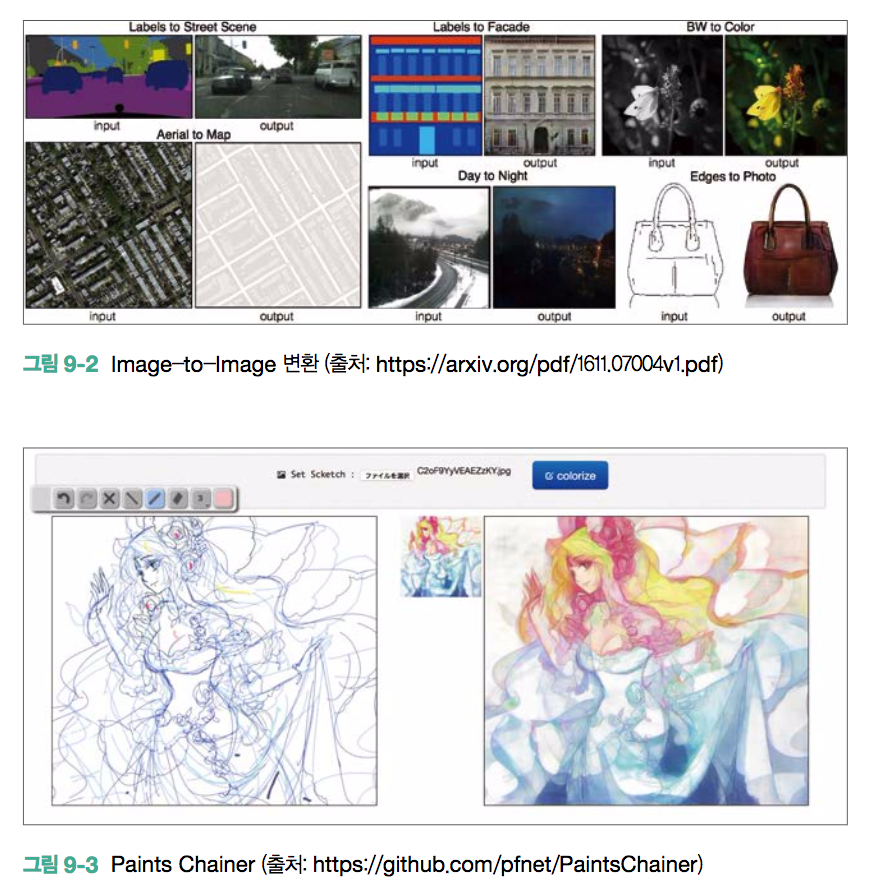 Labels to Street Scene
Labels to Facade
BW to Color
input
output
input
output
input
output
Aerial to Map
Day to Night
Edges to Photo
input
output
input
output
input
output
그림 9-2 Image-to-Image 변환 (출처: https://arxiv.org/pdf/1611.07004v1.pdf)
Set Scketch : ファイルを選択 C2oF9YyVEAEZzKY.jpg colorize
3
그림 9-3 Paints Chainer (출처: https://github.com/pfnet/PaintsChainer)